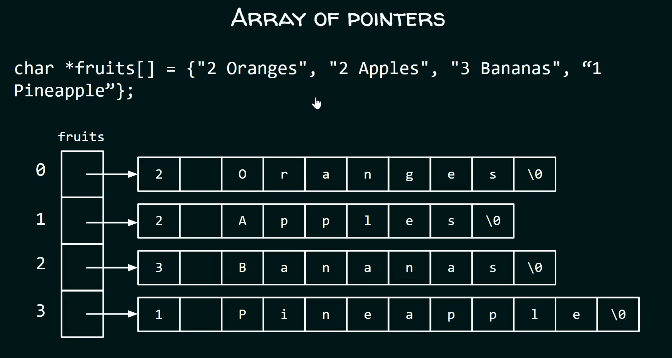 ARRAY OF POINTERS
char *fruits[] = {"2 Oranges", "2 Apples", "3 Bananas", “1
Pineapple”};
fruits
0 2 O r a n g e s \0
1 2 A p p l e s \0
2 3 B a n a n a s \0
3 1 P i n e a p p l e \0